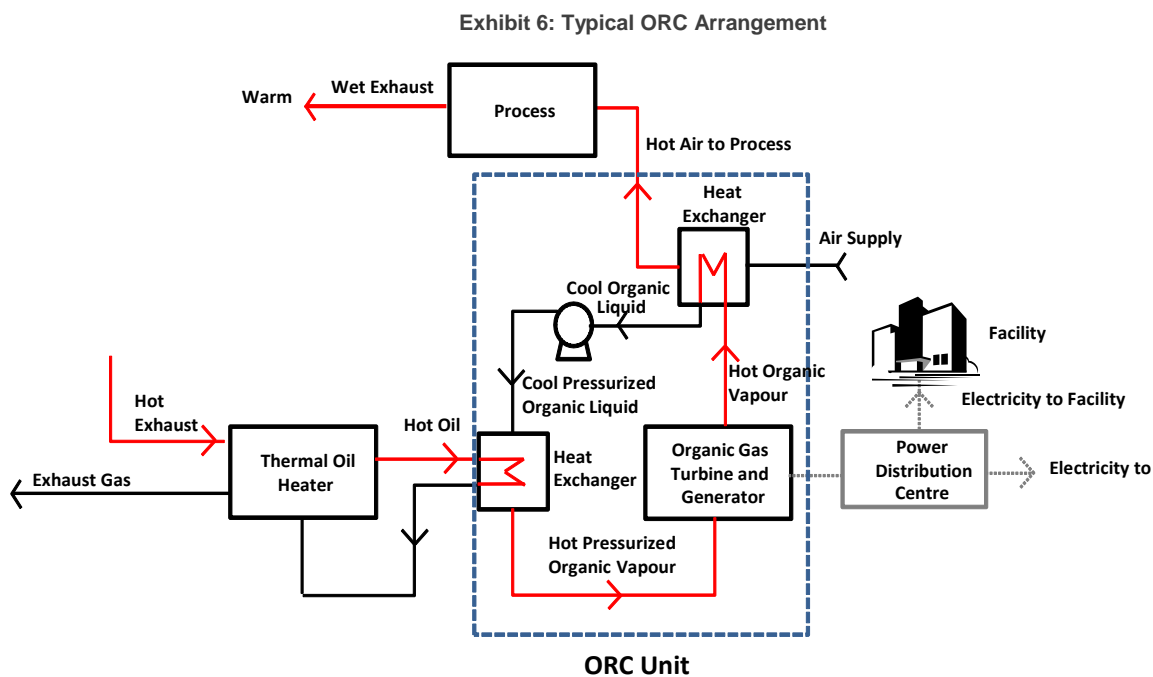 Exhibit 6: Typical ORC Arrangement
Wet Exhaust
Warm
Process
Hot Air to Process
Heat
Exchanger
Air Supply
Cool Organic
Liquid
Facility
Hot Organic
Vapour
Cool Pressurized
Organic Liquid
Electricity to Facility
Hot
Exhaust
Hot Oil
Thermal Oil
Heater
Heat
Exchanger
Organic Gas
Turbine and
Generator
Power
Distribution
Centre
Electricity to
Exhaust Gas
Hot Pressurized
Organic Vapour
ORC Unit